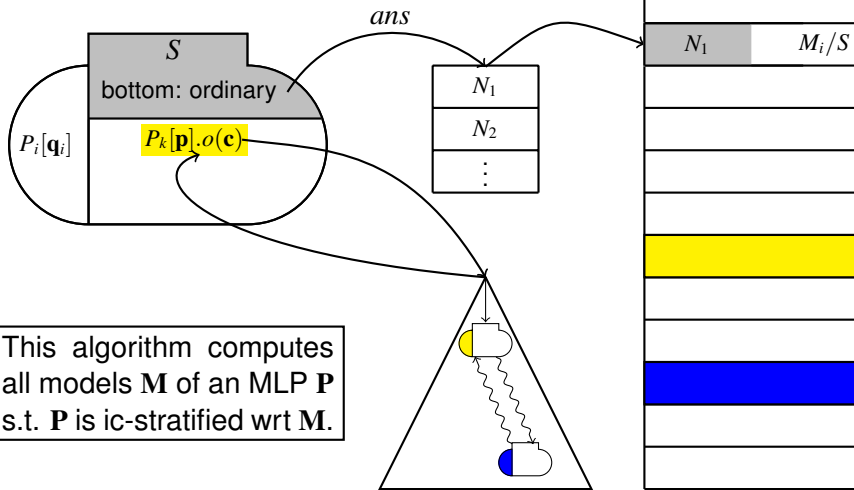 ans
S
bottom: ordinary
P_i[q_i]
P_k[p].o(c)
N_1
N_2
⋮
N_1 M_i/S
This algorithm computes
all models M of an MLP P
s.t. P is ic-stratified wrt M.